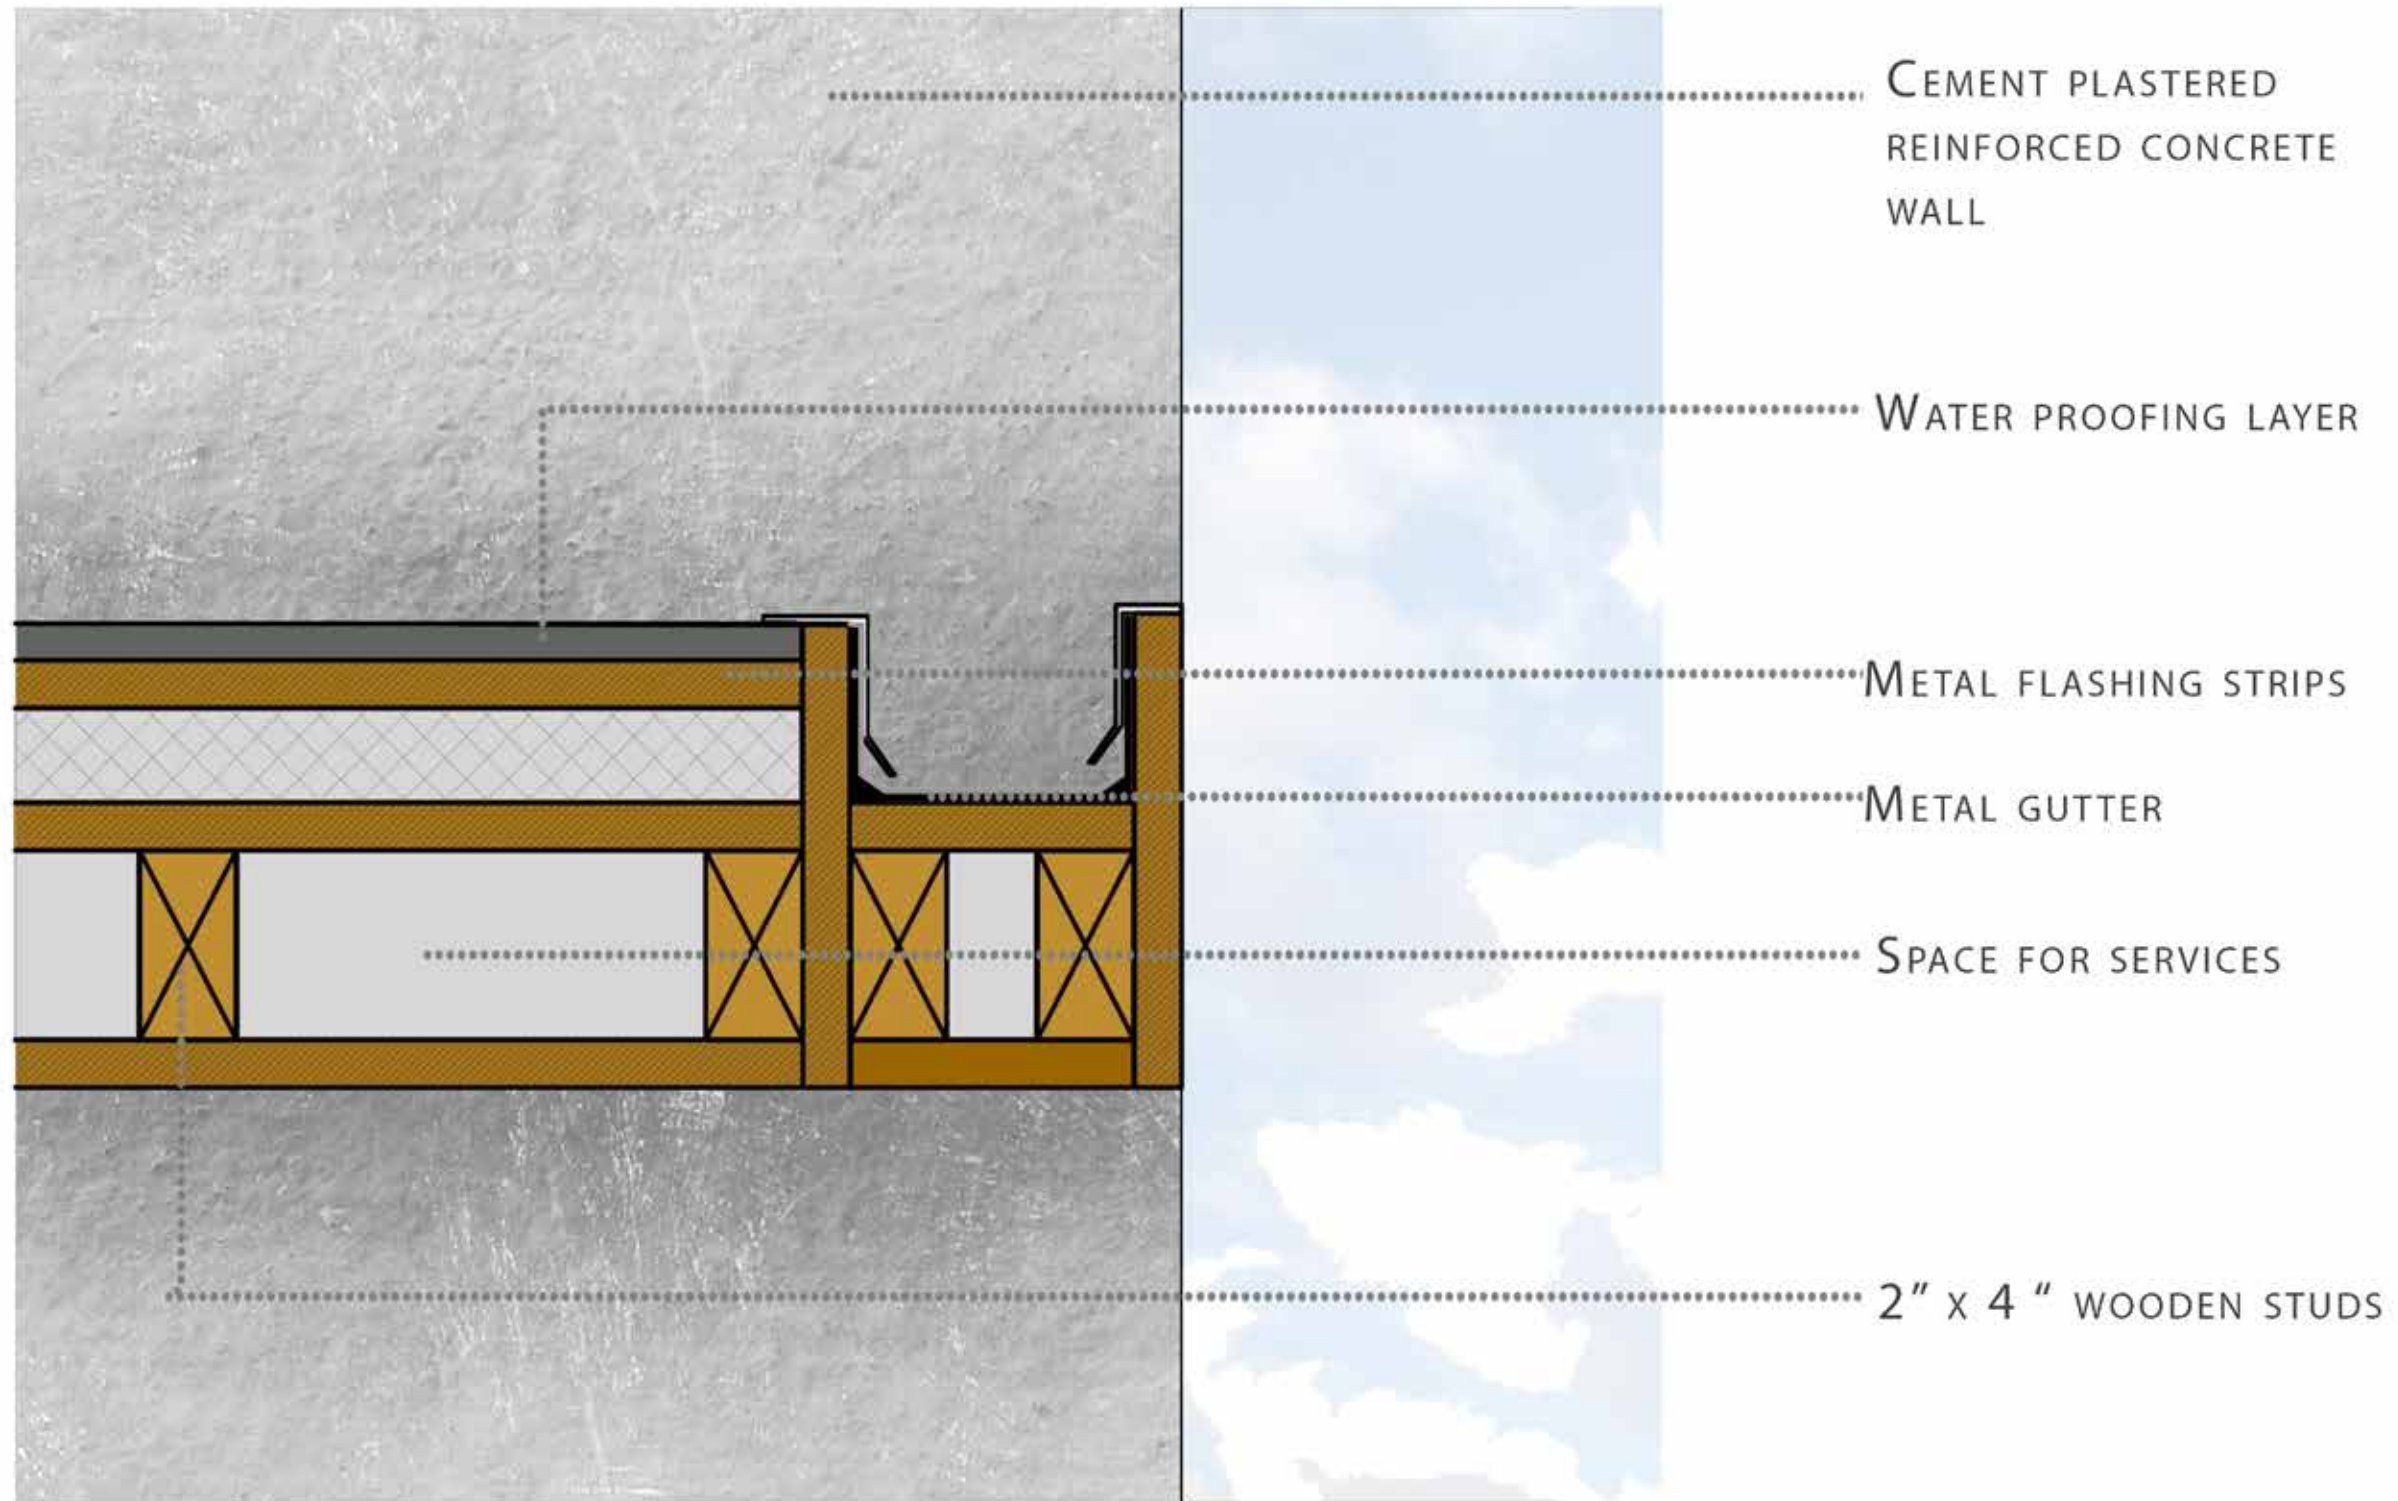 Cement plastered
reinforced concrete
wall
Water proofing layer
Metal flashing strips
Metal gutter
Space for services
2” x 4 “ wooden studs